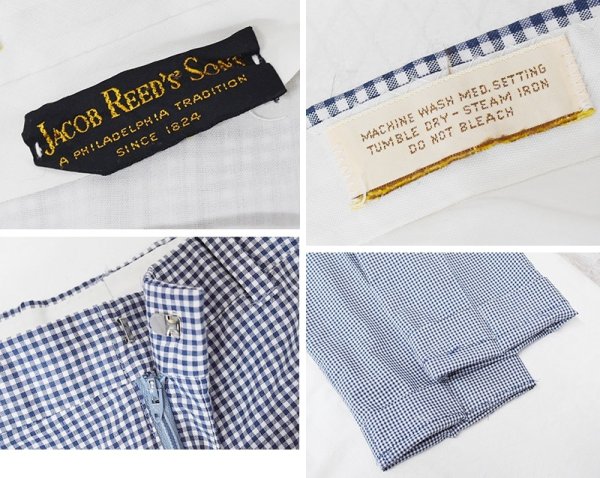 JACOB REED'S SONS
A PHILADELPHIA TRADITION
SINCE 1824
MACHINE WASH MED. SETTING
TUMBLE DRY - STEAM IRON
DO NOT BLEACH